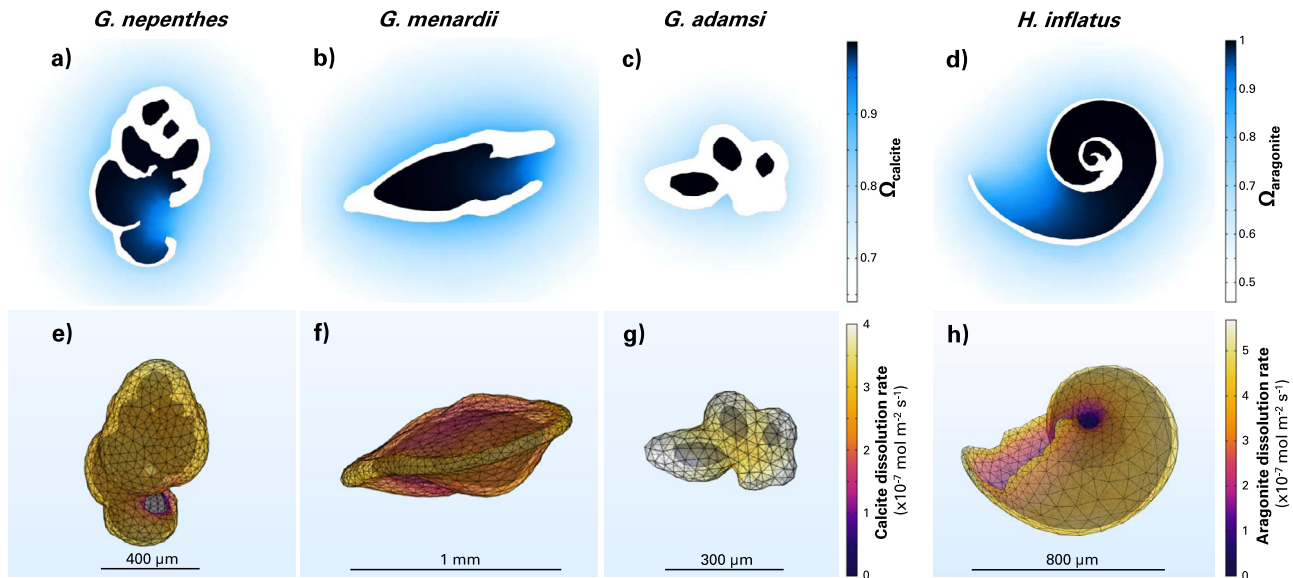 G. nepenthes
G. menardii
G. adamsi
H. inflatus
a)
b)
c)
d)
0.9
0.8
0.7
Ωcalcite
1
0.9
0.8
0.7
0.6
0.5
Ωaragonite
e)
f)
g)
h)
4
3
2
1
0
Calcite dissolution rate
(x10⁻⁷ mol m⁻² s⁻¹)
5
4
3
2
1
0
Aragonite dissolution rate
(x10⁻⁷ mol m⁻² s⁻¹)
400 µm
1 mm
300 µm
800 µm